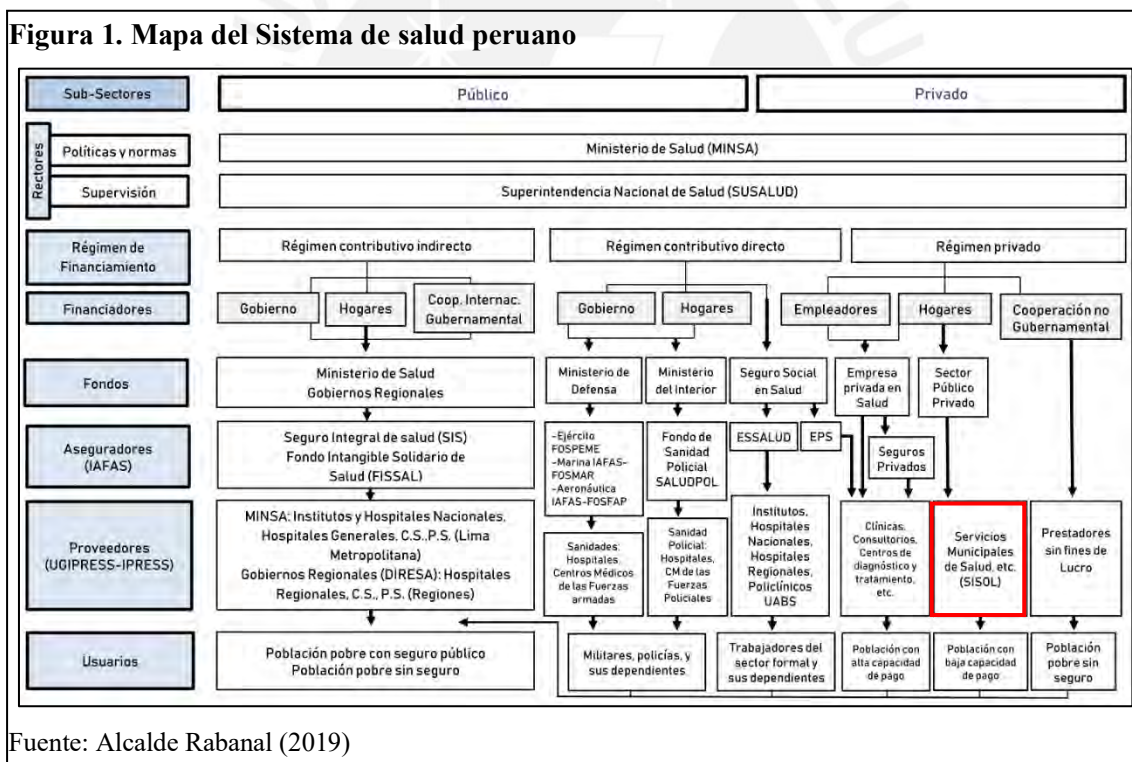 Figura 1. Mapa del Sistema de salud peruano
Sub-Sectores
Público
Privado
Rectores
Políticas y normas
Ministerio de Salud (MINSA)
Supervisión
Superintendencia Nacional de Salud (SUSALUD)
Régimen de
Financiamiento
Régimen contributivo indirecto
Régimen contributivo directo
Régimen privado
Financiadores
Gobierno
Hogares
Coop. Internac.
Gubernamental
Gobierno
Hogares
Empleadores
Hogares
Cooperación no
Gubernamental
Fondos
Ministerio de Salud
Gobiernos Regionales
Ministerio de
Defensa
Ministerio
del Interior
Seguro Social
en Salud
Empresa
privada en
Salud
Sector
Público
Privado
Aseguradores
(IAFAS)
Seguro Integral de salud (SIS)
Fondo Intangible Solidario de
Salud (FISSAL)
-Ejército
FOSPEME
-Marina IAFAS-
FOSMAR
-Aeronáutica
IAFAS-FOSFAP
Fondo de
Sanidad
Policial
SALUDPOL
ESSALUD
EPS
Seguros
Privados
Proveedores
(UGIPRESS-IPRESS)
MINSA: Institutos y Hospitales Nacionales,
Hospitales Generales, C.S.,P.S. (Lima
Metropolitana)
Gobiernos Regionales (DIRESA): Hospitales
Regionales, C.S., P.S. (Regiones)
Sanidades:
Hospitales,
Centros Médicos
de las Fuerzas
armadas
Sanidad
Policial:
Hospitales,
CM de las
Fuerzas
Policiales
Institutos,
Hospitales
Nacionales,
Hospitales
Regionales,
Policlínicos
UABS
Clínicas,
Consultorios,
Centros de
diagnóstico y
tratamiento,
etc.
Servicios
Municipales
de Salud, etc.
(SISOL)
Prestadores
sin fines de
Lucro
Usuarios
Población pobre con seguro público
Población pobre sin seguro
Militares, policías, y
sus dependientes
Trabajadores del
sector formal y
sus dependientes
Población con
alta capacidad
de pago
Población con
baja capacidad
de pago
Población
pobre sin
seguro
Fuente: Alcalde Rabanal (2019)